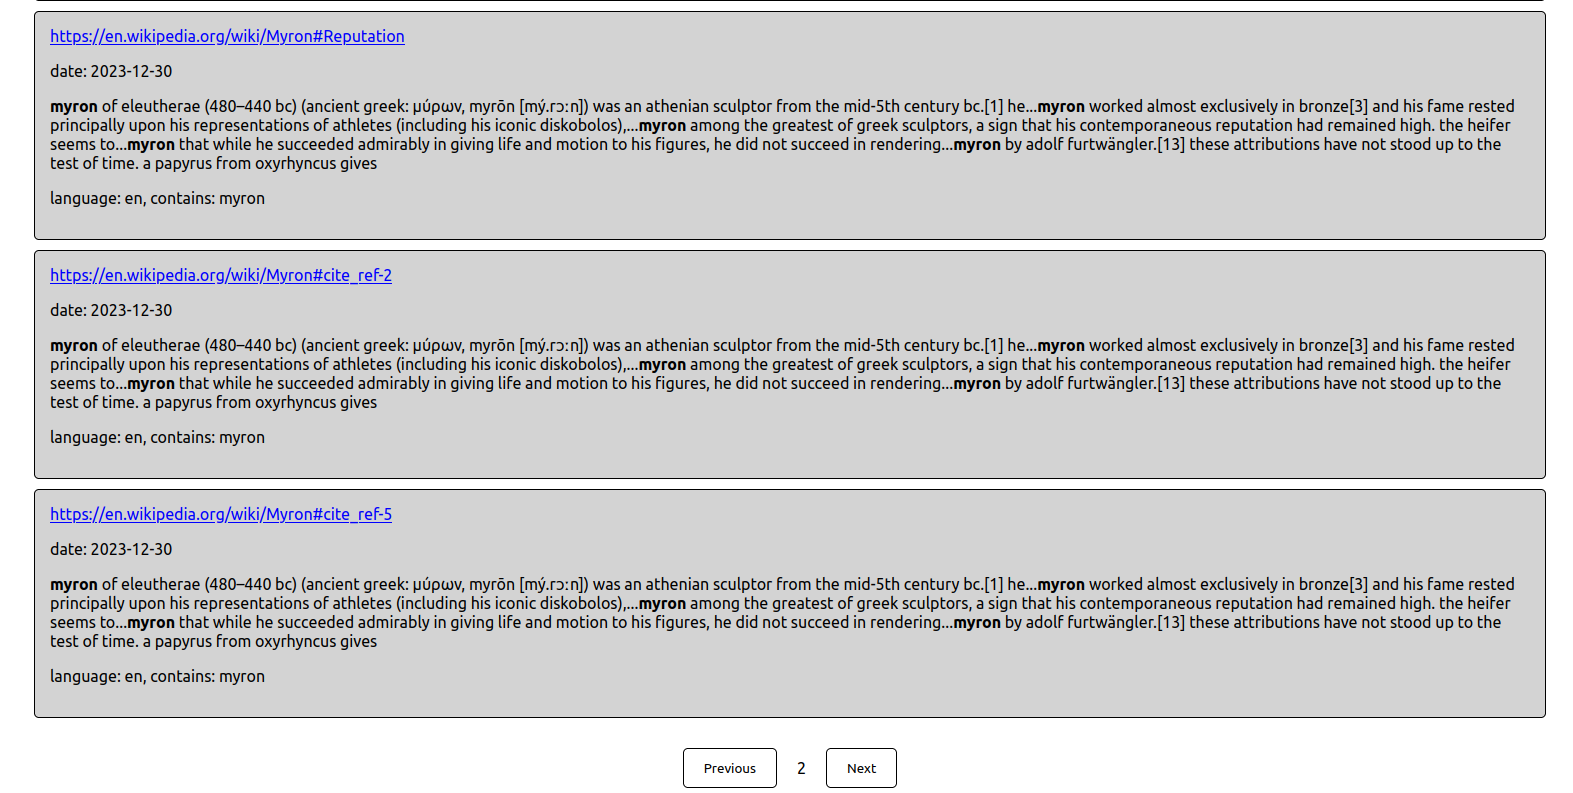 https://en.wikipedia.org/wiki/Myron#Reputation
date: 2023-12-30
myron of eleutherae (480–440 bc) (ancient greek: μύρων, myrōn [mý.rɔːn]) was an athenian sculptor from the mid-5th century bc.[1] he...myron worked almost exclusively in bronze[3] and his fame rested
principally upon his representations of athletes (including his iconic diskobolos),...myron among the greatest of greek sculptors, a sign that his contemporaneous reputation had remained high. the heifer
seems to...myron that while he succeeded admirably in giving life and motion to his figures, he did not succeed in rendering...myron by adolf furtwängler.[13] these attributions have not stood up to the
test of time. a papyrus from oxyrhyncus gives
language: en, contains: myron
https://en.wikipedia.org/wiki/Myron#cite_ref-2
date: 2023-12-30
myron of eleutherae (480–440 bc) (ancient greek: μύρων, myrōn [mý.rɔːn]) was an athenian sculptor from the mid-5th century bc.[1] he...myron worked almost exclusively in bronze[3] and his fame rested
principally upon his representations of athletes (including his iconic diskobolos),...myron among the greatest of greek sculptors, a sign that his contemporaneous reputation had remained high. the heifer
seems to...myron that while he succeeded admirably in giving life and motion to his figures, he did not succeed in rendering...myron by adolf furtwängler.[13] these attributions have not stood up to the
test of time. a papyrus from oxyrhyncus gives
language: en, contains: myron
https://en.wikipedia.org/wiki/Myron#cite_ref-5
date: 2023-12-30
myron of eleutherae (480–440 bc) (ancient greek: μύρων, myrōn [mý.rɔːn]) was an athenian sculptor from the mid-5th century bc.[1] he...myron worked almost exclusively in bronze[3] and his fame rested
principally upon his representations of athletes (including his iconic diskobolos),...myron among the greatest of greek sculptors, a sign that his contemporaneous reputation had remained high. the heifer
seems to...myron that while he succeeded admirably in giving life and motion to his figures, he did not succeed in rendering...myron by adolf furtwängler.[13] these attributions have not stood up to the
test of time. a papyrus from oxyrhyncus gives
language: en, contains: myron
Previous 2 Next